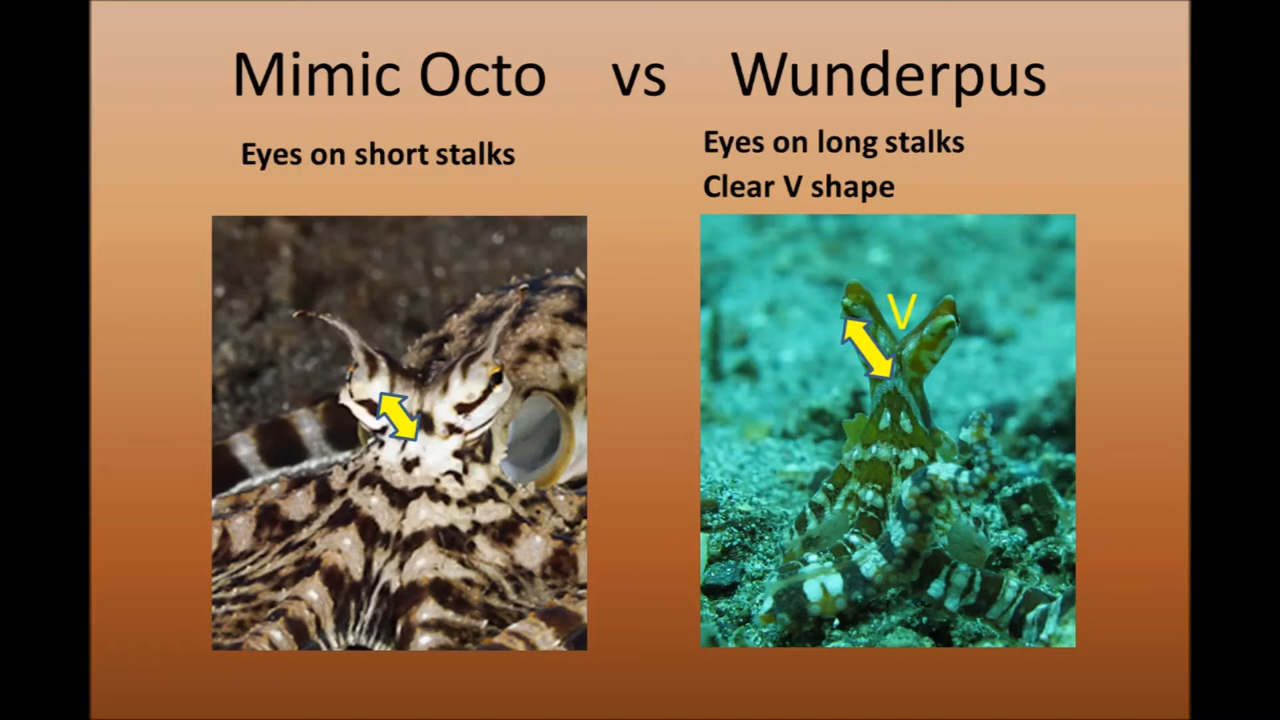 Mimic Octo vs Wunderpus
Eyes on short stalks
Eyes on long stalks
Clear V shape
V